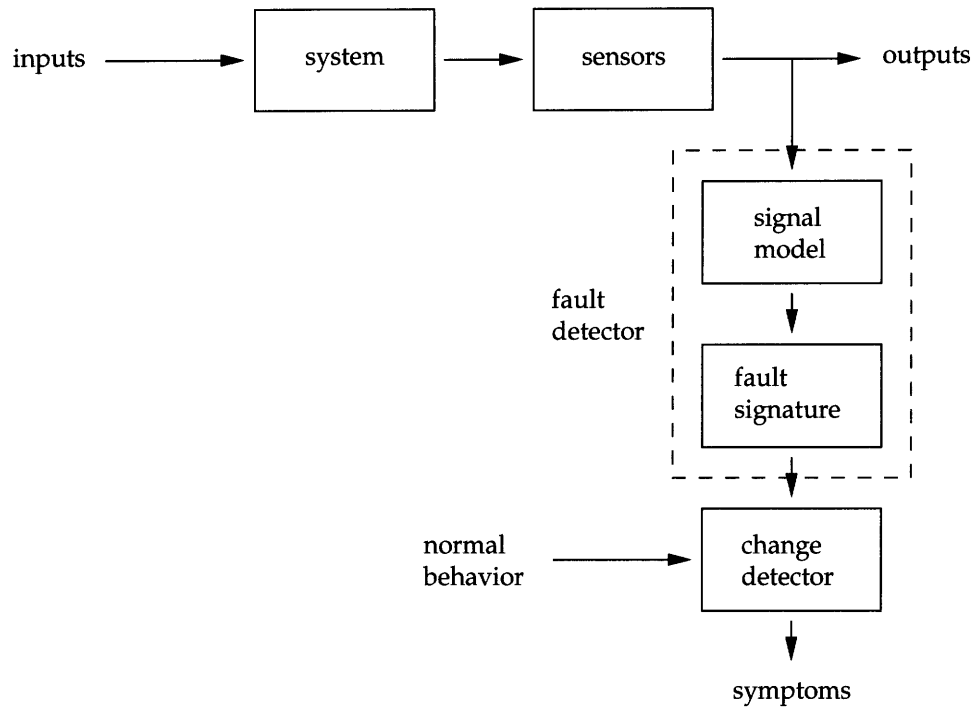 inputs
system
sensors
outputs
signal
model
fault
detector
fault
signature
normal
behavior
change
detector
symptoms